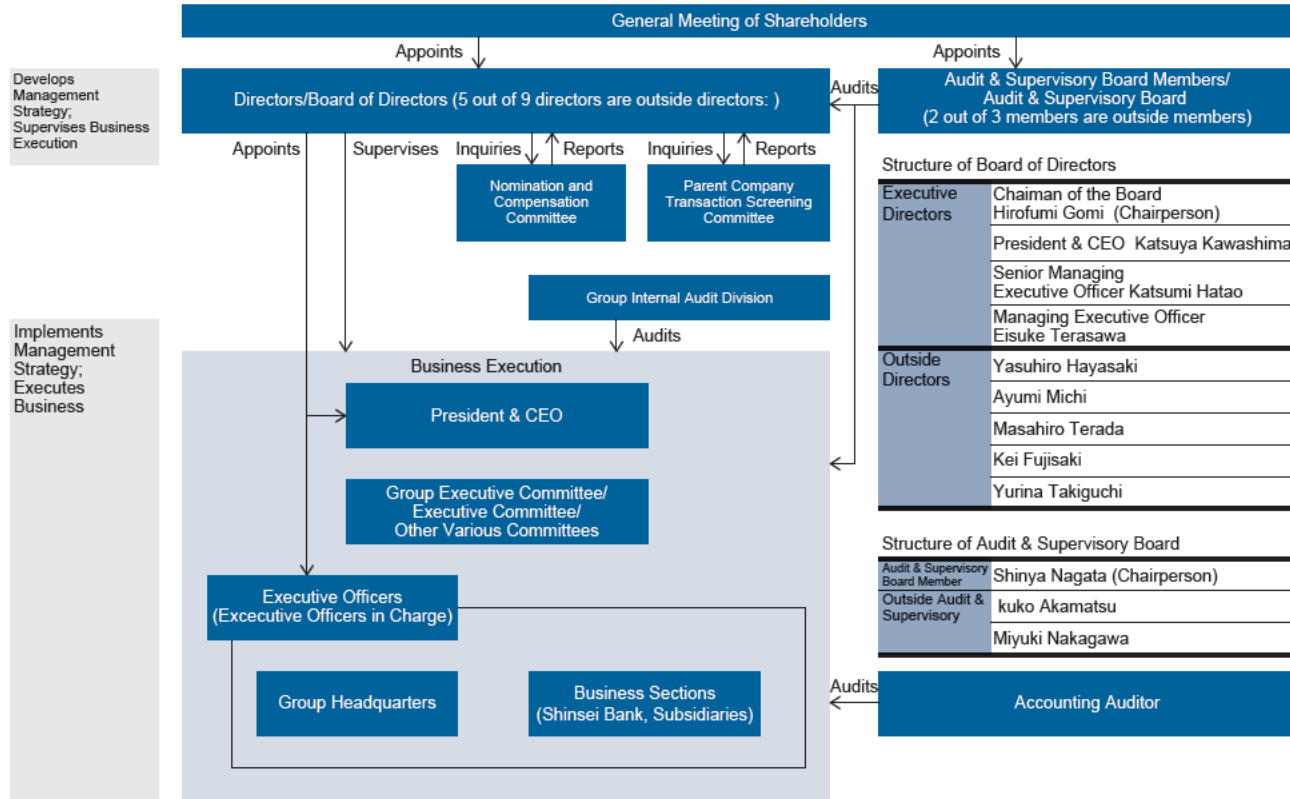 General Meeting of Shareholders
Appoints
Appoints
Develops
Management
Strategy;
Supervises Business
Execution
Directors/Board of Directors (5 out of 9 directors are outside directors: )
Audits
Audit & Supervisory Board Members/
Audit & Supervisory Board
(2 out of 3 members are outside members)
Appoints
Supervises
Inquiries
Reports
Inquiries
Reports
Nomination and
Compensation
Committee
Parent Company
Transaction Screening
Committee
Structure of Board of Directors
Executive
Directors
Chaiman of the Board
Hirofumi Gomi (Chairperson)
President & CEO Katsuya Kawashima
Senior Managing
Executive Officer Katsumi Hatao
Managing Executive Officer
Eisuke Terasawa
Outside
Directors
Yasuhiro Hayasaki
Ayumi Michi
Masahiro Terada
Kei Fujisaki
Yurina Takiguchi
Group Internal Audit Division
Audits
Implements
Management
Strategy;
Executes
Business
Business Execution
President & CEO
Group Executive Committee/
Executive Committee/
Other Various Committees
Executive Officers
(Excecutive Officers in Charge)
Group Headquarters
Business Sections
(Shinsei Bank, Subsidiaries)
Structure of Audit & Supervisory Board
Audit & Supervisory
Board Member
Shinya Nagata (Chairperson)
Outside Audit &
Supervisory
kuko Akamatsu
Miyuki Nakagawa
Audits
Accounting Auditor